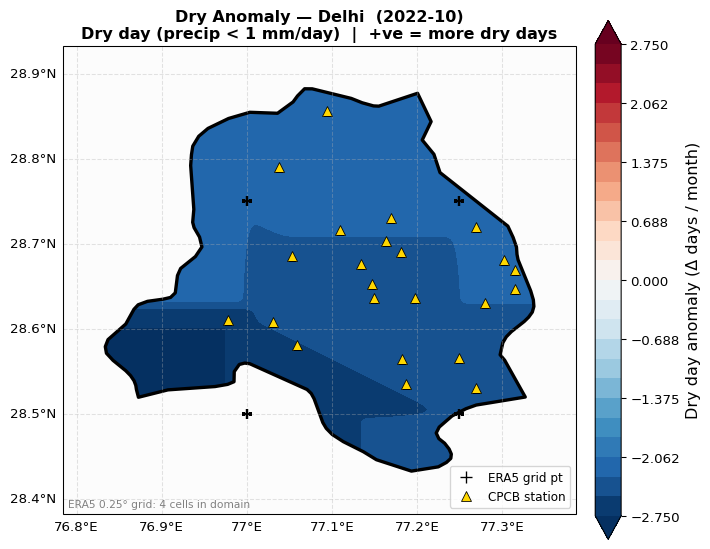 Dry Anomaly — Delhi  (2022-10)
Dry day (precip < 1 mm/day)  |  +ve = more dry days
28.9°N
28.8°N
28.7°N
28.6°N
28.5°N
28.4°N
76.8°E
76.9°E
77°E
77.1°E
77.2°E
77.3°E
ERA5 0.25° grid: 4 cells in domain
ERA5 grid pt
CPCB station
2.750
2.062
1.375
0.688
0.000
−0.688
−1.375
−2.062
−2.750
Dry day anomaly (Δ days / month)